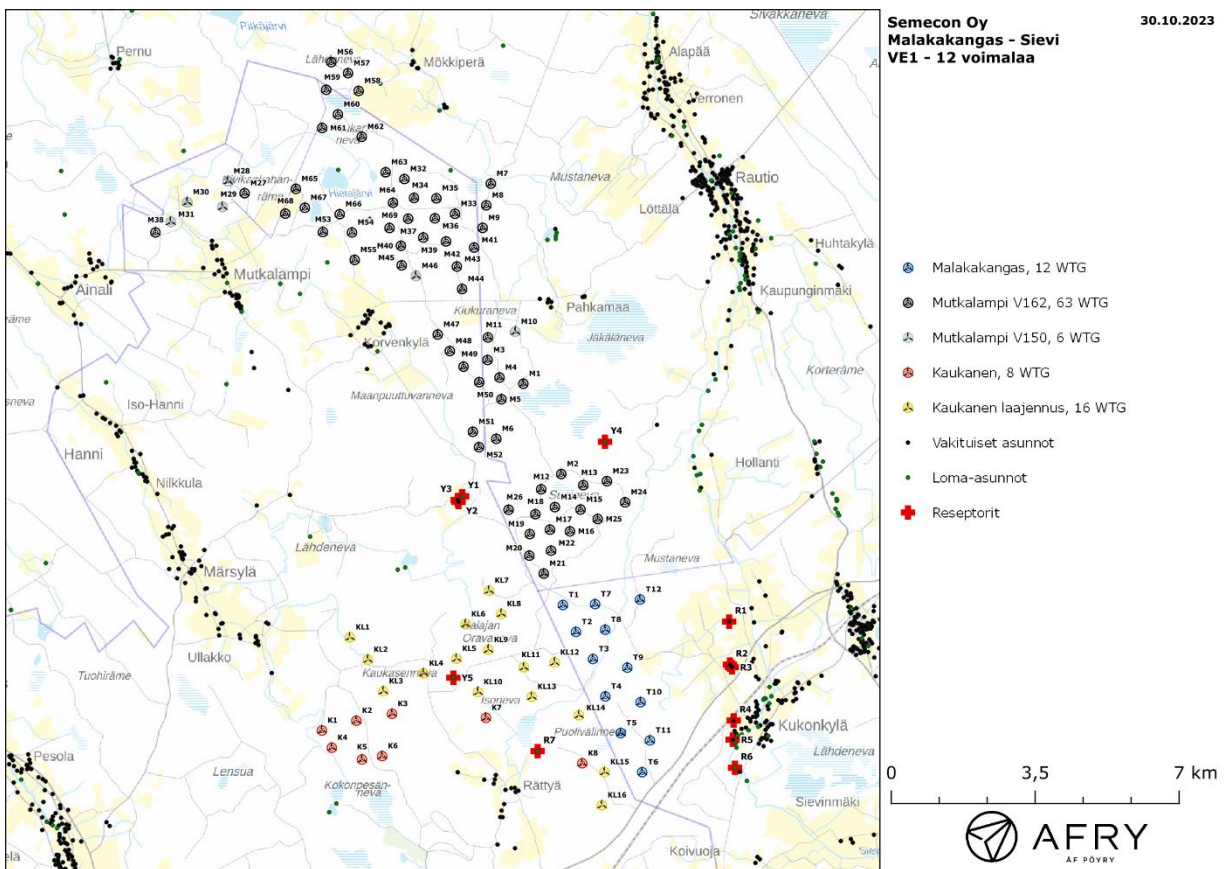 Semecon Oy
Malakakangas - Sievi
VE1 - 12 voimalaa
30.10.2023
Pitkäjärvi
Sivakkaneva
Pernu
M56
Lähdeneva
M57
Mökkiperä
Alapää
M59
M58
Verronen
M60
M61
M62
M63
M32
M28
M27
M65
M7
Mustaneva
Rautio
M30
M29
Hietajärvi
M64
M34
M35
M8
Löttälä
M38
M31
M68
M67
M66
M69
M33
M9
M53
M54
M37
M36
M41
Huhtakylä
M55
M40
M39
M42
M45
M46
M43
Mutkalampi
Ainali
M44
Kaupunginmäki
Kiukuraneva
Pahkamaa
M47
M11
M10
Jäkäläneva
Korvenkylä
M48
M3
M49
M4
M1
Korteräme
Maanpuuttuvanneva
M50
M5
Iso-Hanni
M51
M6
Y4
Hanni
M52
Hollanti
Nilkkula
M2
M13
M23
M12
Y3
Y1
Y2
M26
M18
M14
M15
M24
M19
M17
M16
M25
Lähdeneva
M20
M22
Mustaneva
Märsylä
M21
KL7
T1
T7
T12
KL8
KL6
R1
KL1
T2
T8
KL9
Ullakko
KL2
KL5
KL11
KL12
T3
R2
R3
Tuohiräme
Kaukasenneva
KL4
Y5
T9
KL3
KL10
Isoneva
KL13
T4
T10
K1
K2
K3
K7
KL14
R4
Kukonkylä
K4
Puolivälinneva
T5
T11
R5
Pesola
K5
K6
R7
K8
Lähdeneva
Lensua
KL15
T6
R6
Kokonpesän-
neva
Rättyä
KL16
Sievinmäki
Koivuoja
Malakakangas, 12 WTG
Mutkalampi V162, 63 WTG
Mutkalampi V150, 6 WTG
Kaukanen, 8 WTG
Kaukanen laajennus, 16 WTG
Vakituiset asunnot
Loma-asunnot
Reseptorit
0 3,5 7 km
AFRY
ÅF PÖYRY